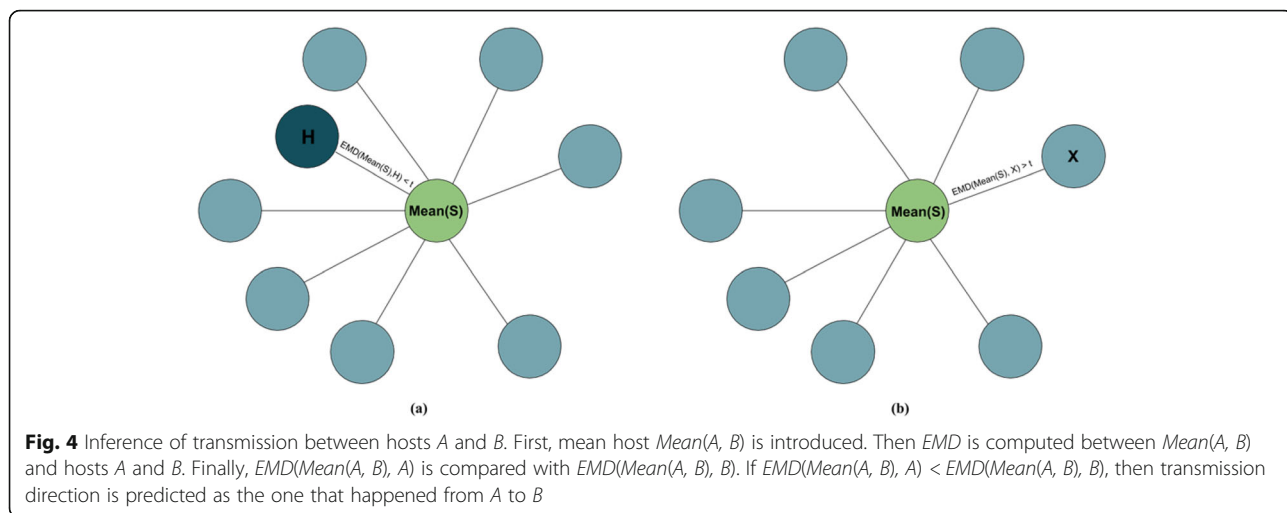 H
EMD(Mean(S),H) < t
Mean(S)
(a)
X
EMD(Mean(S), X) > t
Mean(S)
(b)
Fig. 4 Inference of transmission between hosts A and B. First, mean host Mean(A, B) is introduced. Then EMD is computed between Mean(A, B)
and hosts A and B. Finally, EMD(Mean(A, B), A) is compared with EMD(Mean(A, B), B). If EMD(Mean(A, B), A) < EMD(Mean(A, B), B), then transmission
direction is predicted as the one that happened from A to B